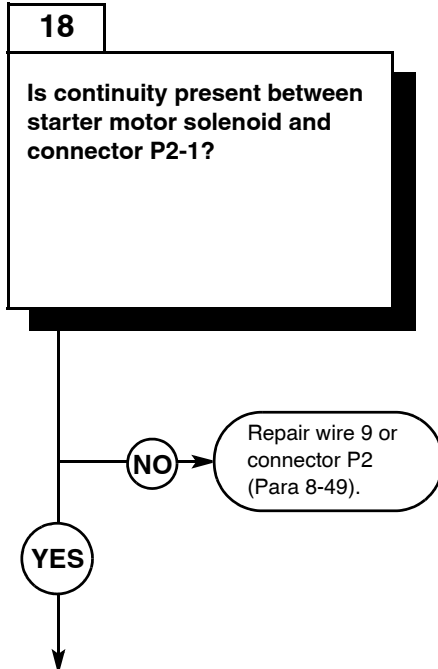 18
Is continuity present between
starter motor solenoid and
connector P2-1?
NO
Repair wire 9 or
connector P2
(Para 8-49).
YES